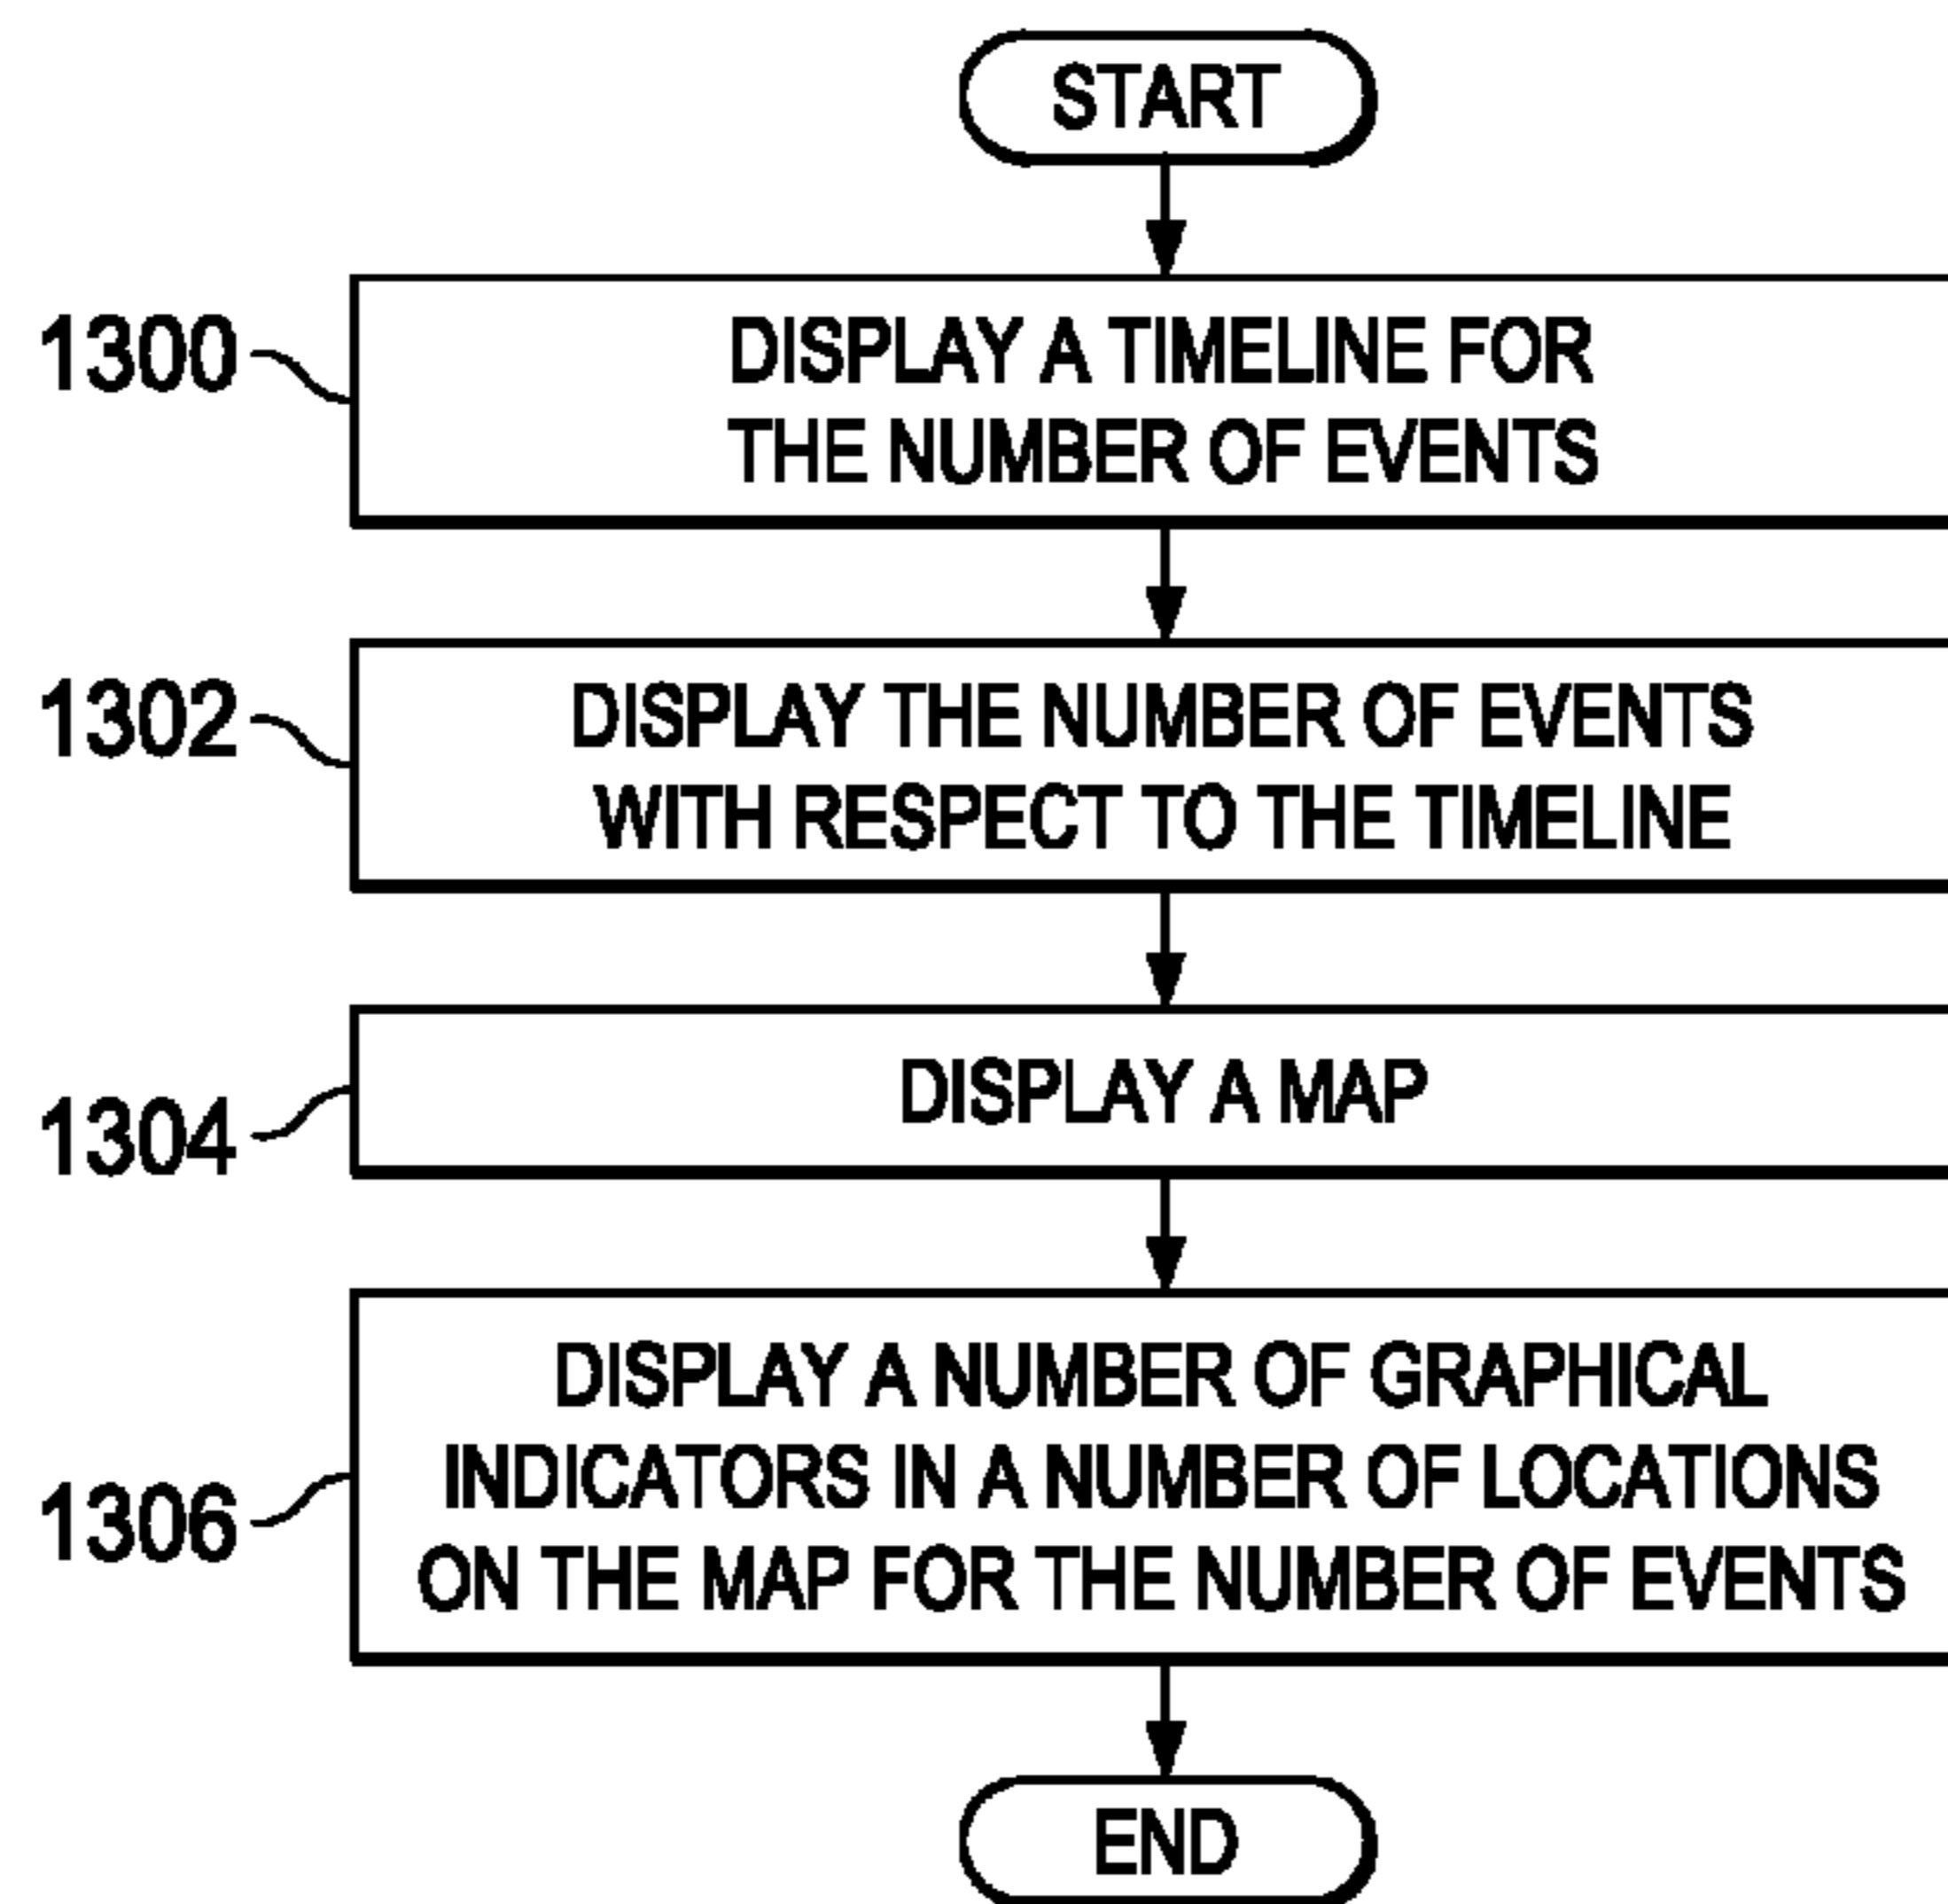 START
1300
DISPLAY A TIMELINE FOR
THE NUMBER OF EVENTS
1302
DISPLAY THE NUMBER OF EVENTS
WITH RESPECT TO THE TIMELINE
1304
DISPLAY A MAP
1306
DISPLAY A NUMBER OF GRAPHICAL
INDICATORS IN A NUMBER OF LOCATIONS
ON THE MAP FOR THE NUMBER OF EVENTS
END